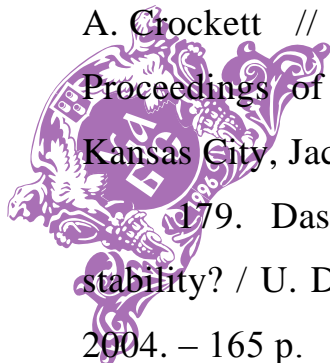 A. Crockett //
Proceedings of
Kansas City, Jac
179. Das
stability? / U. D
2004. – 165 p.